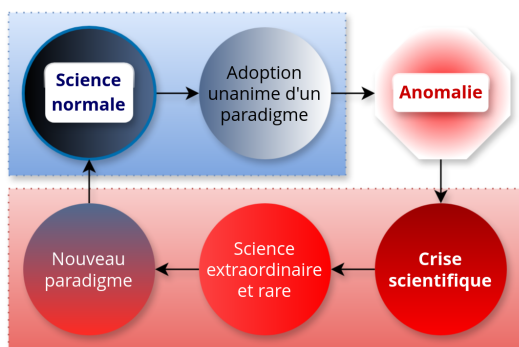 Science
normale
Adoption
unanime d'un
paradigme
Anomalie
Crise
scientifique
Science
extraordinaire
et rare
Nouveau
paradigme